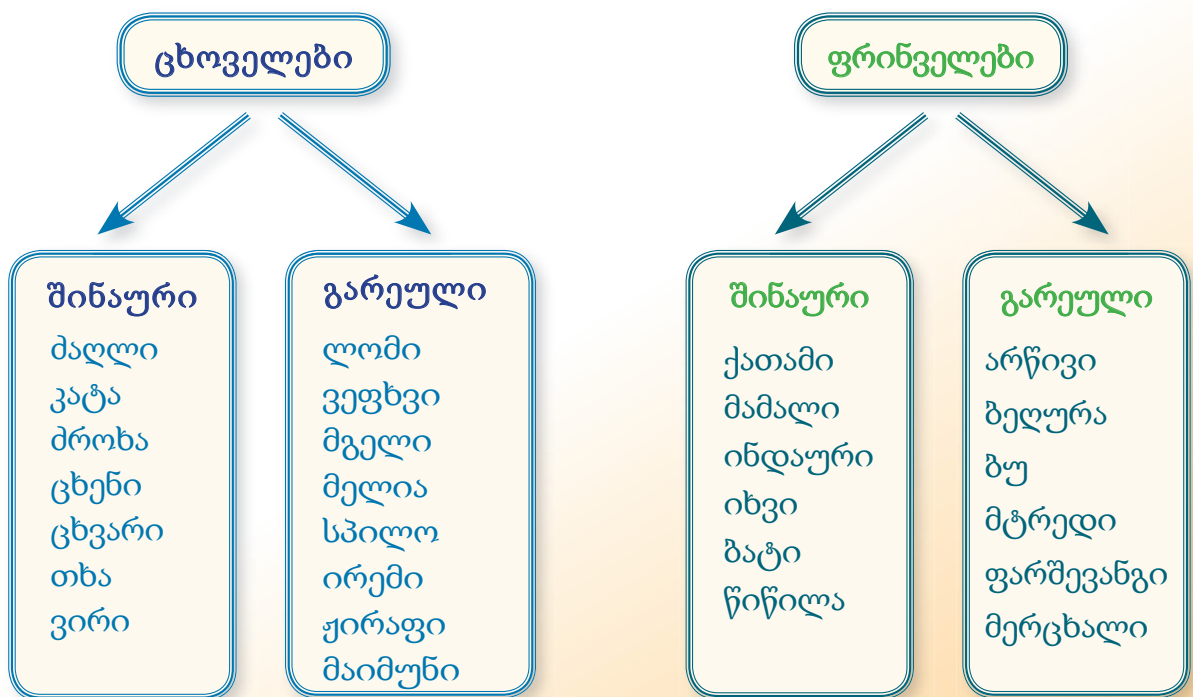 ცხოველები
შინაური
ძაღლი
კატა
ძროხა
ცხენი
ცხვარი
თხა
ვირი
გარეული
ლომი
ვეფხვი
მგელი
მელია
სპილო
ირემი
ჟირაფი
მაიმუნი
ფრინველები
შინაური
ქათამი
მამალი
ინდაური
იხვი
ბატი
წიწილა
გარეული
არწივი
ბეღურა
ბუ
მტრედი
ფარშევანგი
მერცხალი